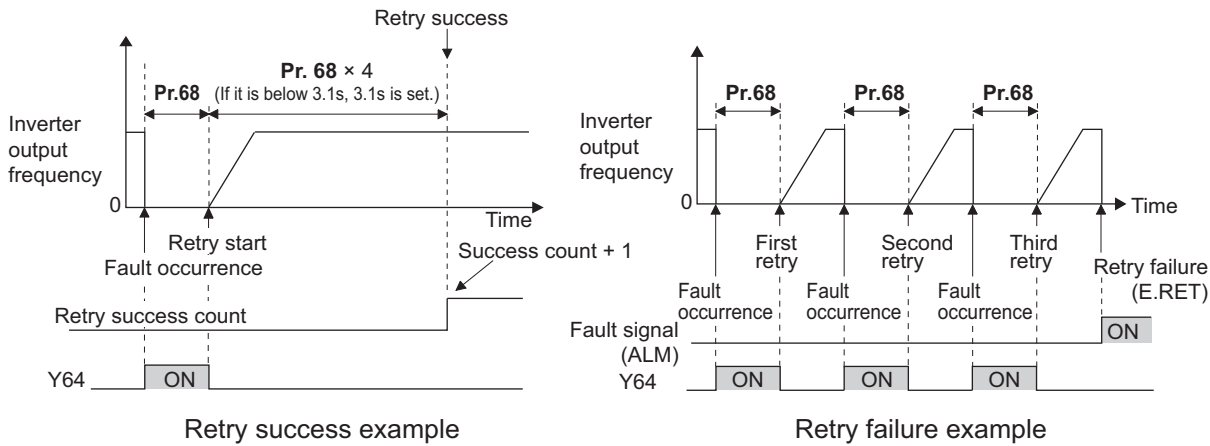 Retry success
Pr.68
Pr. 68 × 4
(If it is below 3.1s, 3.1s is set.)
Inverter
output
frequency
0
Time
Retry start
Fault occurrence
Success count + 1
Retry success count
Y64
ON
Retry success example
Pr.68
Pr.68
Pr.68
Inverter
output
frequency
0
Time
First
retry
Second
retry
Third
retry
Retry failure
(E.RET)
Fault
occurrence
Fault
occurrence
Fault
occurrence
Fault signal
(ALM)
ON
Y64
ON
ON
ON
Retry failure example